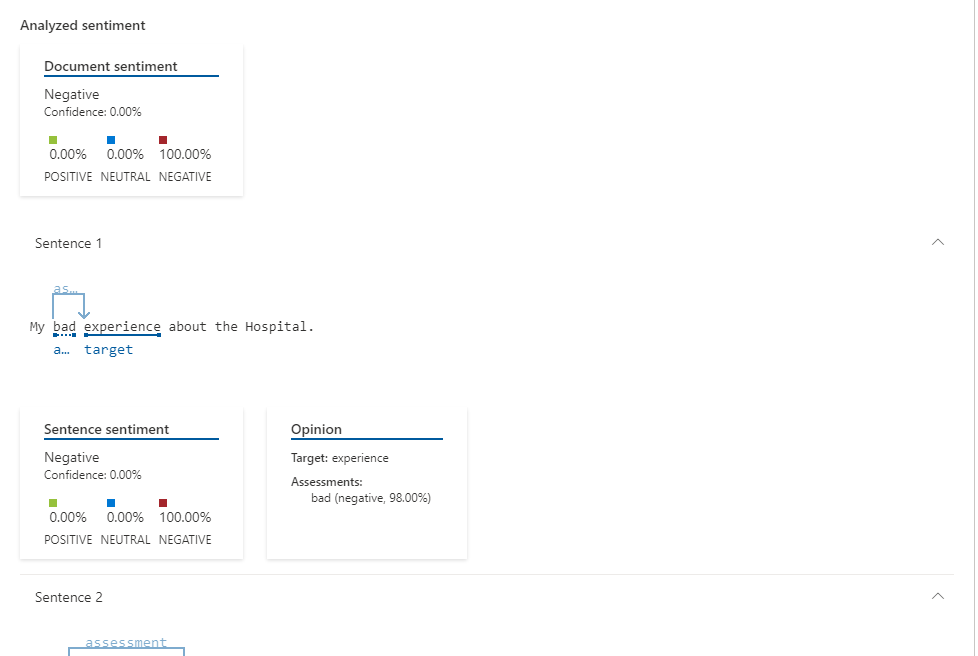 Analyzed sentiment
Document sentiment
Negative
Confidence: 0.00%
0.00% 0.00% 100.00%
POSITIVE NEUTRAL NEGATIVE
Sentence 1
as…
My bad experience about the Hospital.
a… target
Sentence sentiment
Negative
Confidence: 0.00%
0.00% 0.00% 100.00%
POSITIVE NEUTRAL NEGATIVE
Opinion
Target: experience
Assessments:
bad (negative, 98.00%)
Sentence 2
assessment